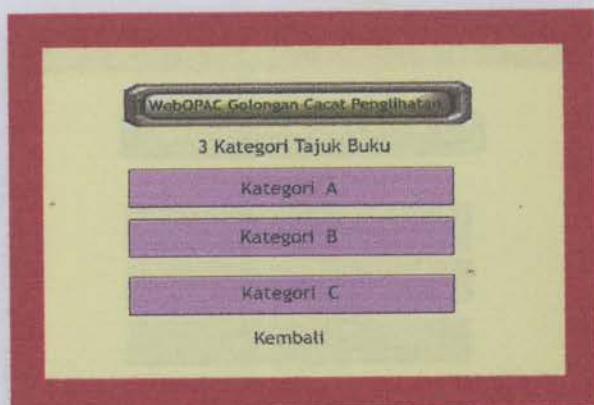 WebOPAC Golongan Cacat Penglihatan
3 Kategori Tajuk Buku
Kategori A
Kategori B
Kategori C
Kembali